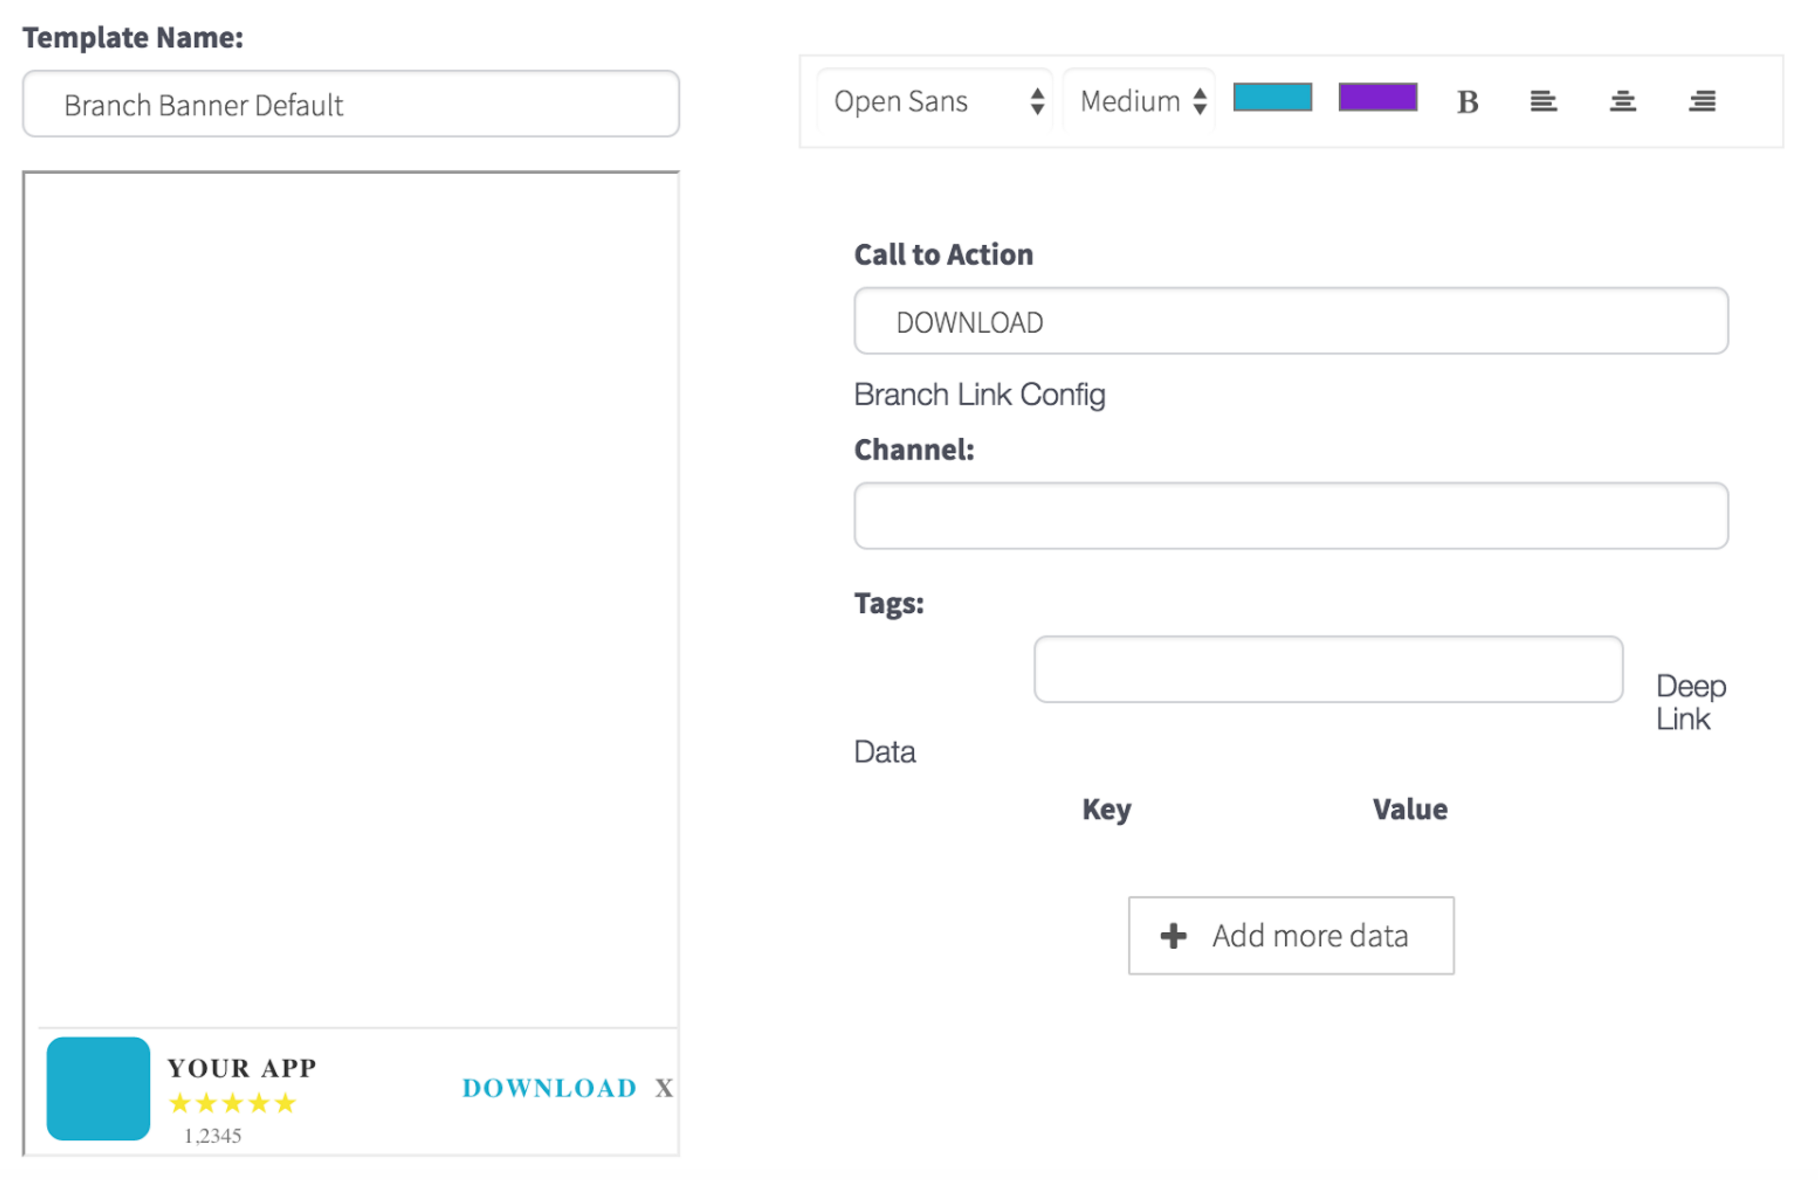 Template Name:
Branch Banner Default
Open Sans
Medium
B
Call to Action
DOWNLOAD
Branch Link Config
Channel:
Tags:
Deep
Link
Data
Key Value
+ Add more data
YOUR APP
★★★★★
1,2345
DOWNLOAD X